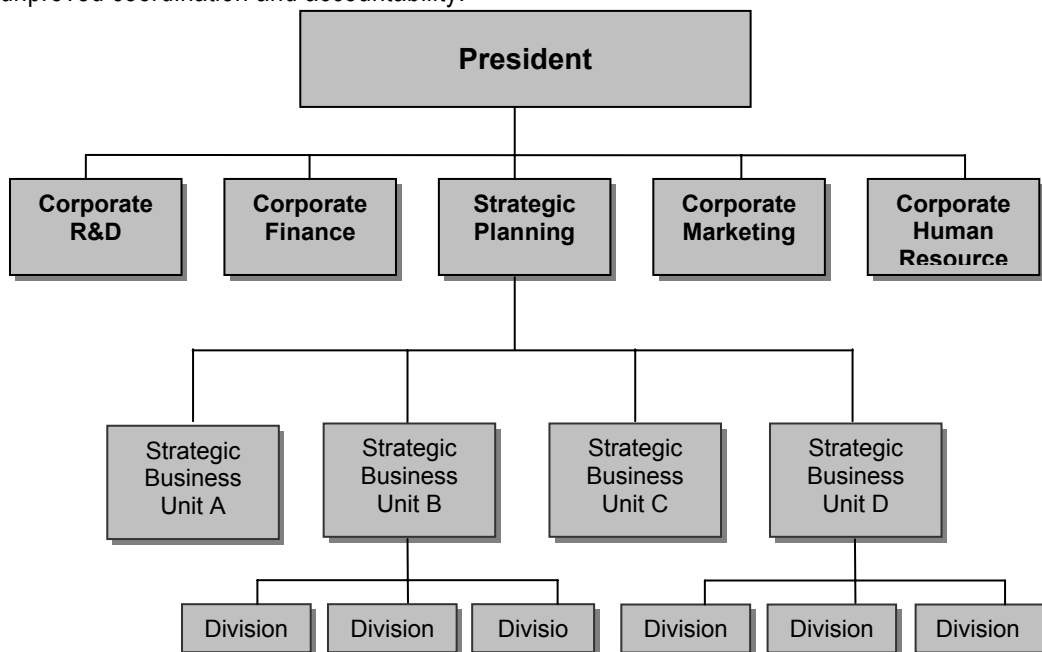 improved coordination and accountability.
President
Corporate
R&D
Corporate
Finance
Strategic
Planning
Corporate
Marketing
Corporate
Human
Resource
Strategic
Business
Unit A
Strategic
Business
Unit B
Strategic
Business
Unit C
Strategic
Business
Unit D
Division
Division
Divisio
Division
Division
Division